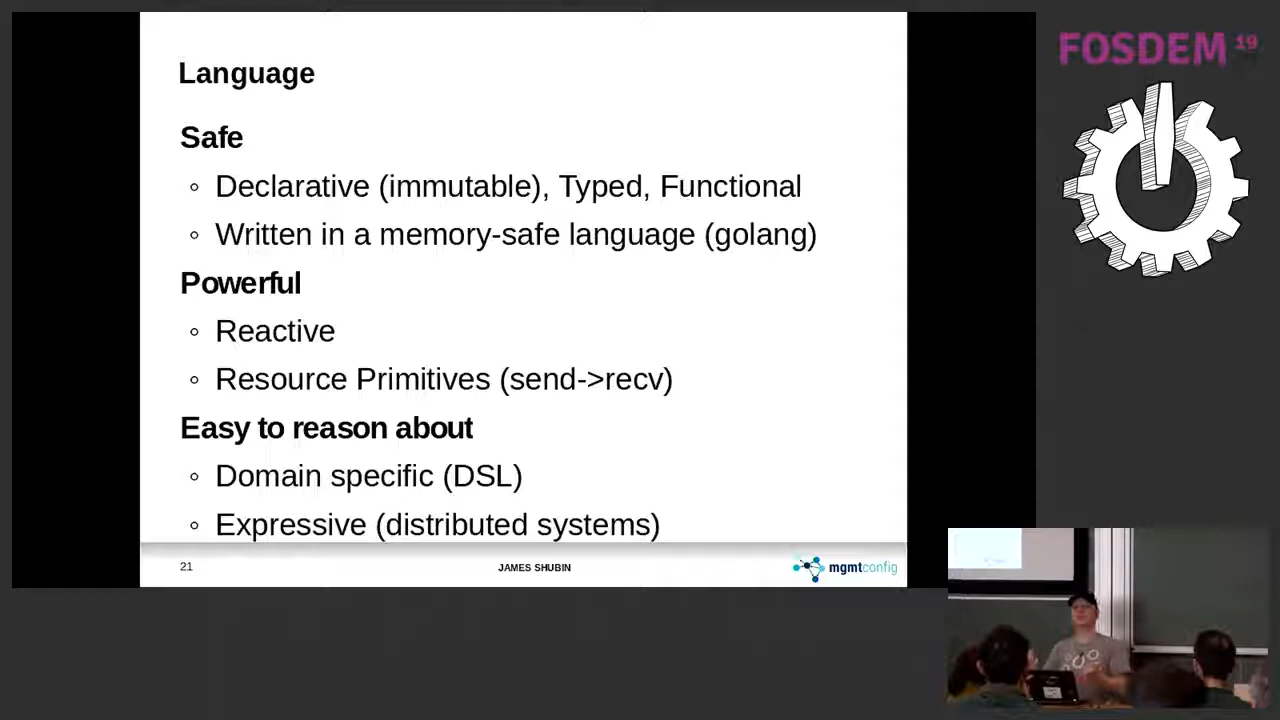 FOSDEM 19
Language
Safe
Declarative (immutable), Typed, Functional
Written in a memory-safe language (golang)
Powerful
Reactive
Resource Primitives (send->recv)
Easy to reason about
Domain specific (DSL)
Expressive (distributed systems)
21
JAMES SHUBIN
mgmtconfig